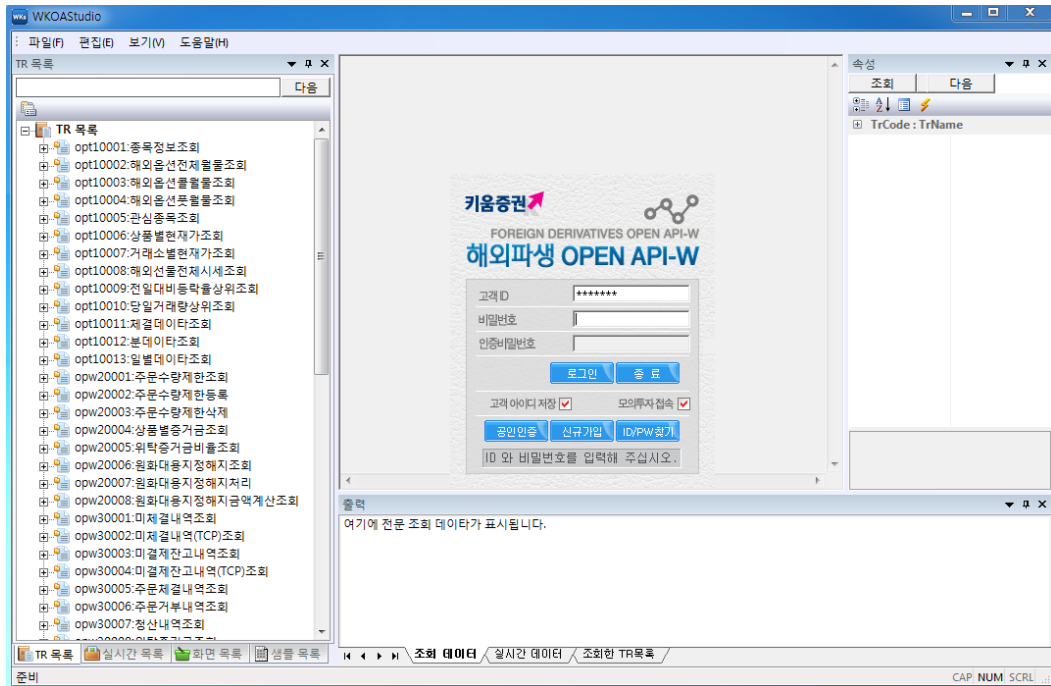 WKOAStudio
파일(F) 편집(E) 보기(V) 도움말(H)
TR 목록
다음
TR 목록
opt10001:종목정보조회
opt10002:해외옵션전체월물조회
opt10003:해외옵션콜월물조회
opt10004:해외옵션풋월물조회
opt10005:관심종목조회
opt10006:상품별현재가조회
opt10007:거래소별현재가조회
opt10008:해외선물전체시세조회
opt10009:전일대비등락율상위조회
opt10010:당일거래량상위조회
opt10011:체결데이타조회
opt10012:분데이타조회
opt10013:일별데이타조회
opw20001:주문수량제한조회
opw20002:주문수량제한등록
opw20003:주문수량제한삭제
opw20004:상품별증거금조회
opw20005:위탁증거금비율조회
opw20006:원화대용지정해지조회
opw20007:원화대용지정해지처리
opw20008:원화대용지정해지금액계산조회
opw30001:미체결내역조회
opw30002:미체결내역(TCP)조회
opw30003:미결제잔고내역조회
opw30004:미결제잔고내역(TCP)조회
opw30005:주문체결내역조회
opw30006:주문거부내역조회
opw30007:청산내역조회
TR 목록 실시간 목록 화면 목록 샘플 목록
키움증권
FOREIGN DERIVATIVES OPEN API-W
해외파생 OPEN API-W
고객 ID *******
비밀번호
인증비밀번호
로그인 종 료
고객 아이디 저장 모의투자 접속
공인인증 신규가입 ID/PW찾기
ID 와 비밀번호를 입력해 주십시오.
속성
조회 다음
TrCode : TrName
출력
여기에 전문 조회 데이타가 표시됩니다.
조회 데이터 실시간 데이터 조회한 TR목록
준비
CAP NUM SCRL